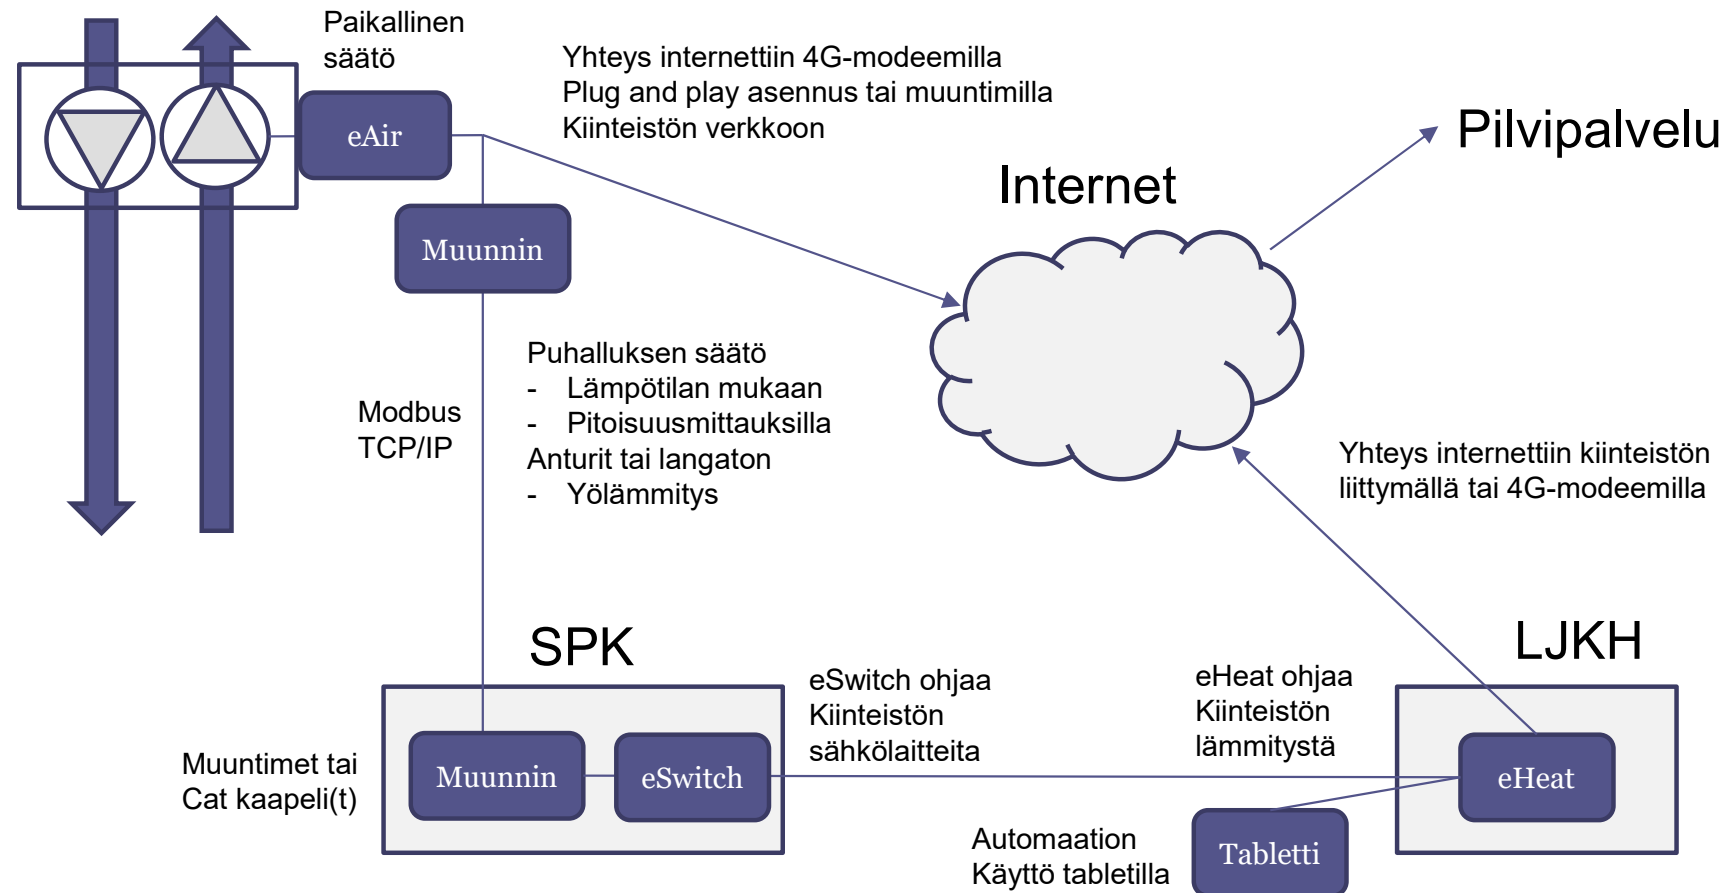 Paikallinen
säätö
Yhteys internettiin 4G-modeemilla
Plug and play asennus tai muuntimilla
Kiinteistön verkkoon
eAir
Pilvipalvelu
Internet
Muunnin
Puhalluksen säätö
- Lämpötilan mukaan
- Pitoisuusmittauksilla
Anturit tai langaton
- Yölämmitys
Modbus
TCP/IP
Yhteys internettiin kiinteistön
liittymällä tai 4G-modeemilla
SPK
LJKH
eSwitch ohjaa
Kiinteistön
sähkölaitteita
eHeat ohjaa
Kiinteistön
lämmitystä
Muuntimet tai
Cat kaapeli(t)
Muunnin
eSwitch
eHeat
Automaation
Käyttö tabletilla
Tabletti